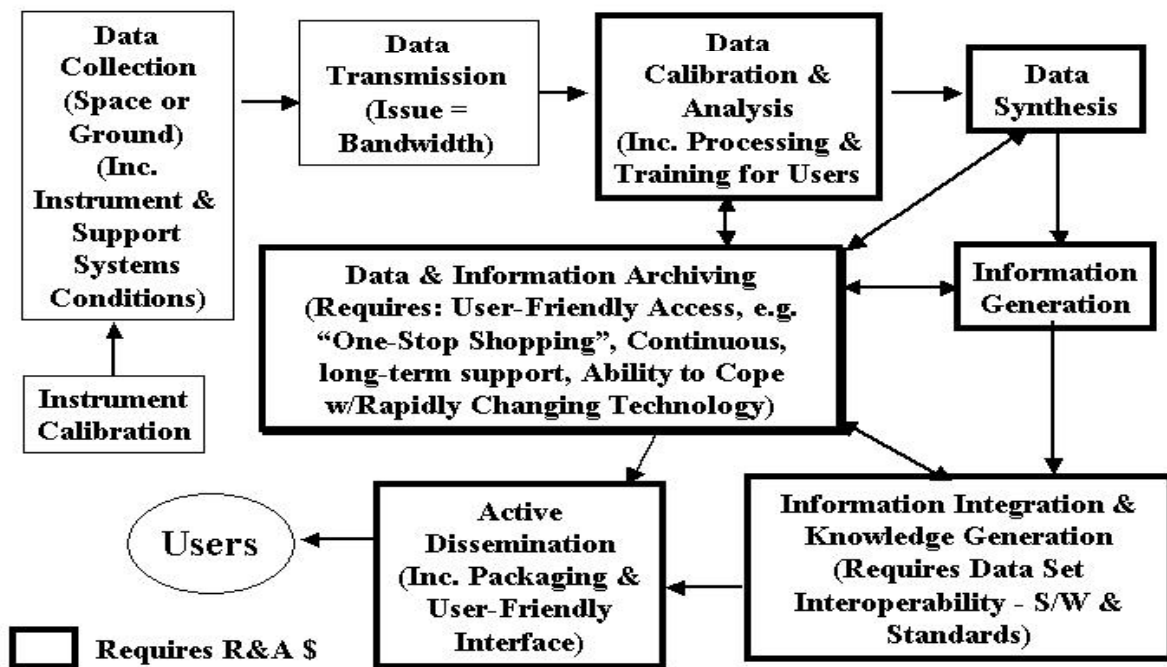 Data
Collection
(Space or
Ground)
(Inc.
Instrument &
Support
Systems
Conditions)
Data
Transmission
(Issue =
Bandwidth)
Data
Calibration &
Analysis
(Inc. Processing &
Training for Users
Data
Synthesis
Data & Information Archiving
(Requires: User-Friendly Access, e.g.
“One-Stop Shopping”, Continuous,
long-term support, Ability to Cope
w/Rapidly Changing Technology)
Information
Generation
Instrument
Calibration
Users
Active
Dissemination
(Inc. Packaging &
User-Friendly
Interface)
Information Integration &
Knowledge Generation
(Requires Data Set
Interoperability - S/W &
Standards)
Requires R&A $